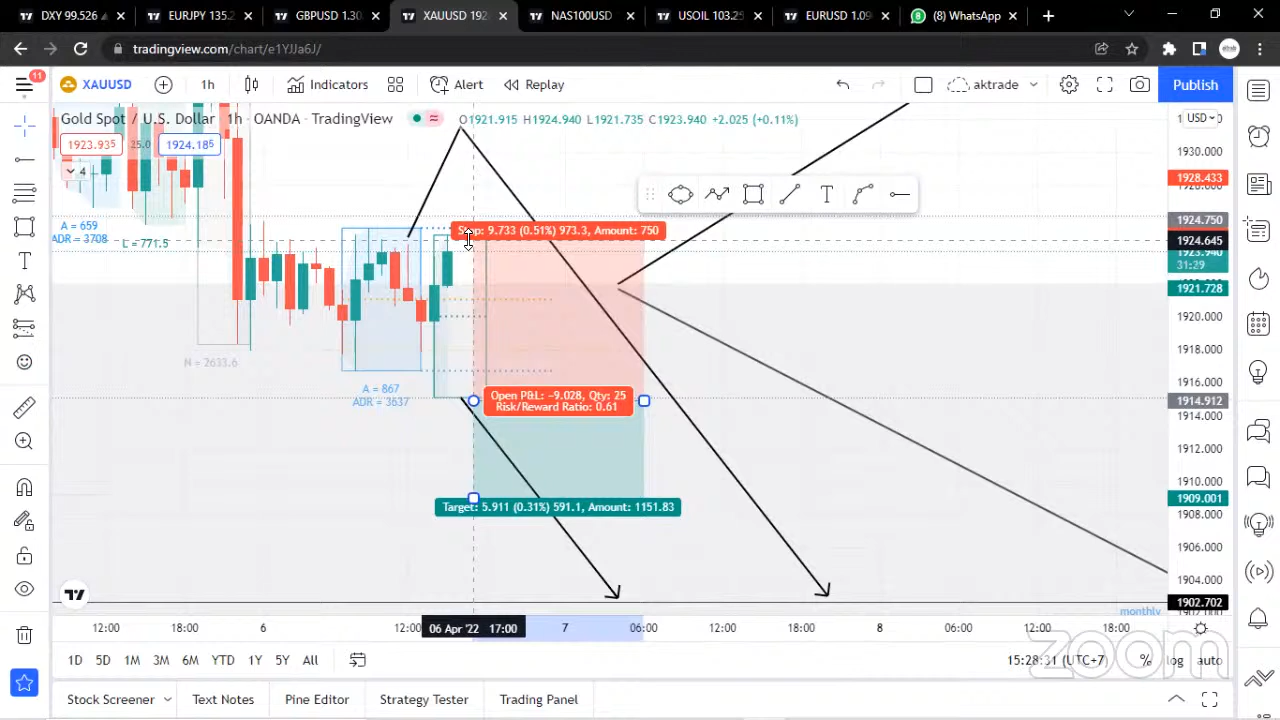 DXY 99.526
EURJPY 135.2
GBPUSD 1.30
XAUUSD 192
NAS100USD
USOIL 103.25
EURUSD 1.09
(8) WhatsApp
tradingview.com/chart/e1YJJa6J/
11
XAUUSD
1h
Indicators
Alert
Replay
aktrade
Publish
Gold Spot / U.S. Dollar · 1h · OANDA · TradingView
O1921.915 H1924.940 L1921.735 C1923.940 +2.025 (+0.11%)
USD
1923.935
25.0
1924.185
4
1930.000
1928.433
A = 659
ADR = 3708
L = 771.5
Stop: 9.733 (0.51%) 973.3, Amount: 750
1924.750
1924.645
1923.940
31:29
1921.728
1920.000
1918.000
1916.000
1914.912
1914.000
1912.000
1910.000
1909.001
1908.000
1906.000
1904.000
1902.702
N = 2633.6
A = 867
ADR = 3637
Open P&L: −9.028, Qty: 25
Risk/Reward Ratio: 0.61
Target: 5.911 (0.31%) 591.1, Amount: 1151.83
monthly
12:00
18:00
6
12:00
06 Apr '22 17:00
7
06:00
12:00
18:00
8
06:00
12:00
18:00
1D 5D 1M 3M 6M YTD 1Y 5Y All
15:28:31 (UTC+7)
%
log
auto
zoom
Stock Screener
Text Notes
Pine Editor
Strategy Tester
Trading Panel